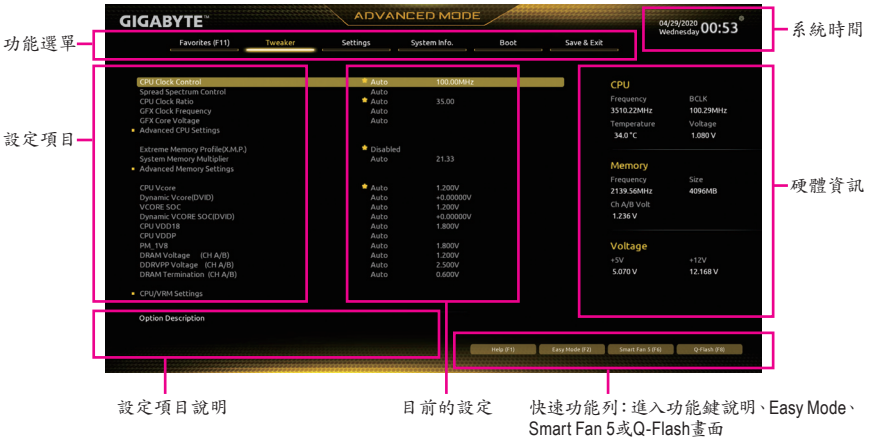 GIGABYTE™
ADVANCED MODE
04/29/2020
Wednesday 00:53
系統時間
功能選單
Favorites (F11) Tweaker Settings System Info. Boot Save & Exit
設定項目
CPU Clock Control Auto 100.00MHz
Spread Spectrum Control Auto
CPU Clock Ratio Auto 35.00
GFX Clock Frequency Auto
GFX Core Voltage Auto
Advanced CPU Settings
Extreme Memory Profile(X.M.P.) Disabled
System Memory Multiplier Auto 21.33
Advanced Memory Settings
CPU Vcore Auto 1.200V
Dynamic Vcore(DVID) Auto +0.00000V
VCORE SOC Auto 1.200V
Dynamic VCORE SOC(DVID) Auto +0.00000V
CPU VDD18 Auto 1.800V
CPU VDDP Auto
PM_1V8 Auto 1.800V
DRAM Voltage (CH A/B) Auto 1.200V
DDRVPP Voltage (CH A/B) Auto 2.500V
DRAM Termination (CH A/B) Auto 0.600V
CPU/VRM Settings
CPU
Frequency BCLK
3510.22MHz 100.29MHz
Temperature Voltage
34.0 °C 1.080 V
Memory
Frequency Size
2139.56MHz 4096MB
Ch A/B Volt
1.236 V
Voltage
+5V +12V
5.070 V 12.168 V
硬體資訊
Option Description
Help (F1) Easy Mode (F2) Smart Fan 5 (F6) Q-Flash (F8)
設定項目說明
目前的設定
快速功能列：進入功能鍵說明、Easy Mode、
Smart Fan 5或Q-Flash畫面